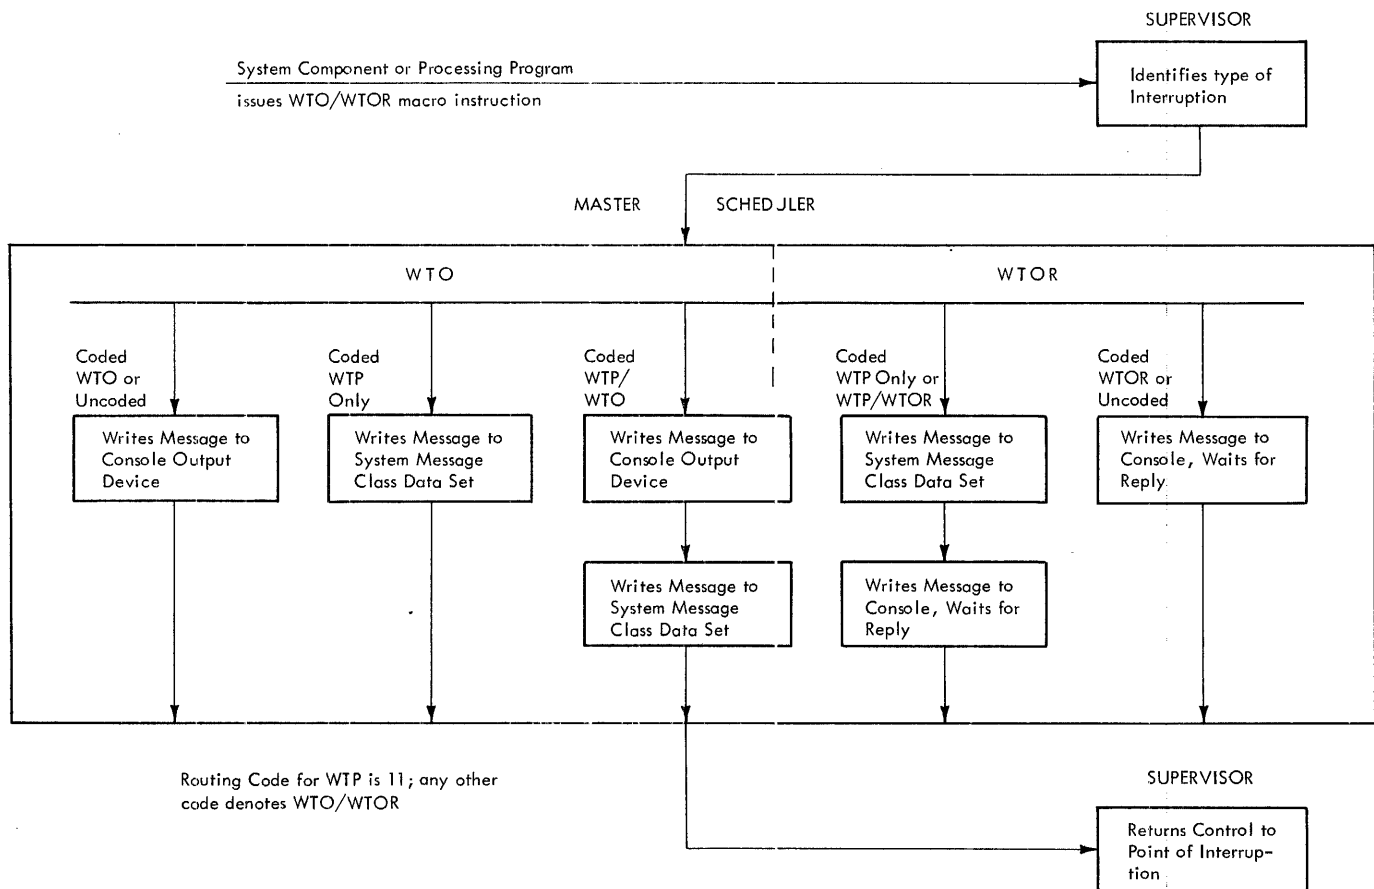 SUPERVISOR
System Component or Processing Program
issues WTO/WTOR macro instruction
Identifies type of
Interruption
MASTER SCHEDULER
WTO
WTOR
Coded
WTO or
Uncoded
Writes Message to
Console Output
Device
Coded
WTP
Only
Writes Message to
System Message
Class Data Set
Coded
WTP/
WTO
Writes Message to
Console Output
Device
Writes Message to
System Message
Class Data Set
Coded
WTP Only or
WTP/WTOR
Writes Message to
System Message
Class Data Set
Writes Message to
Console, Waits for
Reply
Coded
WTOR or
Uncoded
Writes Message to
Console, Waits for
Reply
Routing Code for WTP is 11; any other
code denotes WTO/WTOR
SUPERVISOR
Returns Control to
Point of Interrup-
tion